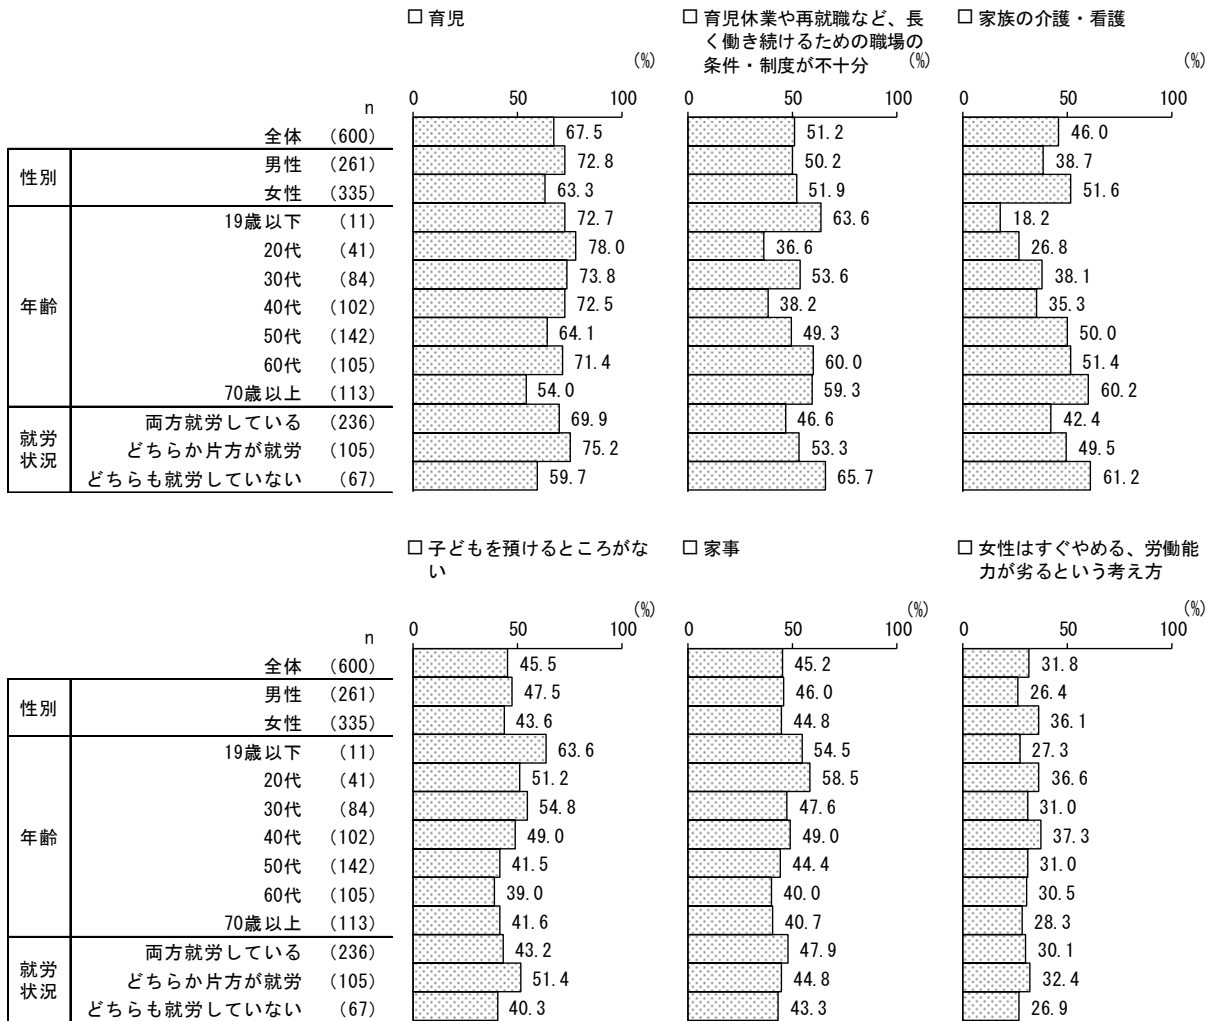 □ 育児
□ 育児休業や再就職など、長
く働き続けるための職場の
条件・制度が不十分
□ 家族の介護・看護
(%) (%) (%)
n 0 50 100 0 50 100 0 50 100
全体 (600) 67.5 51.2 46.0
性別
男性 (261) 72.8 50.2 38.7
女性 (335) 63.3 51.9 51.6
年齢
19歳以下 (11) 72.7 63.6 18.2
20代 (41) 78.0 36.6 26.8
30代 (84) 73.8 53.6 38.1
40代 (102) 72.5 38.2 35.3
50代 (142) 64.1 49.3 50.0
60代 (105) 71.4 60.0 51.4
70歳以上 (113) 54.0 59.3 60.2
就労
状況
両方就労している (236) 69.9 46.6 42.4
どちらか片方が就労 (105) 75.2 53.3 49.5
どちらも就労していない (67) 59.7 65.7 61.2
□ 子どもを預けるところがな
い
□ 家事
□ 女性はすぐやめる、労働能
力が劣るという考え方
(%) (%) (%)
n 0 50 100 0 50 100 0 50 100
全体 (600) 45.5 45.2 31.8
性別
男性 (261) 47.5 46.0 26.4
女性 (335) 43.6 44.8 36.1
年齢
19歳以下 (11) 63.6 54.5 27.3
20代 (41) 51.2 58.5 36.6
30代 (84) 54.8 47.6 31.0
40代 (102) 49.0 49.0 37.3
50代 (142) 41.5 44.4 31.0
60代 (105) 39.0 40.0 30.5
70歳以上 (113) 41.6 40.7 28.3
就労
状況
両方就労している (236) 43.2 47.9 30.1
どちらか片方が就労 (105) 51.4 44.8 32.4
どちらも就労していない (67) 40.3 43.3 26.9